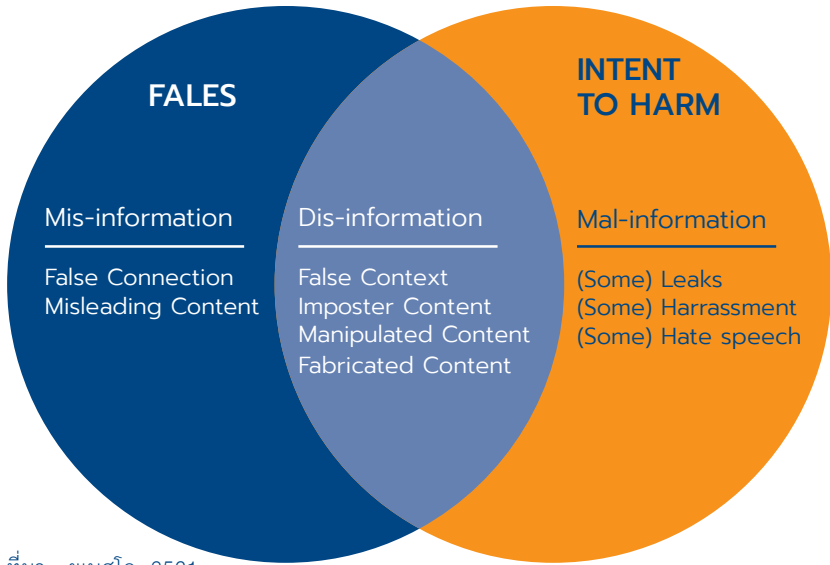 FALES
INTENT
TO HARM
Mis-information
False Connection
Misleading Content
Dis-information
False Context
Imposter Content
Manipulated Content
Fabricated Content
Mal-information
(Some) Leaks
(Some) Harrassment
(Some) Hate speech